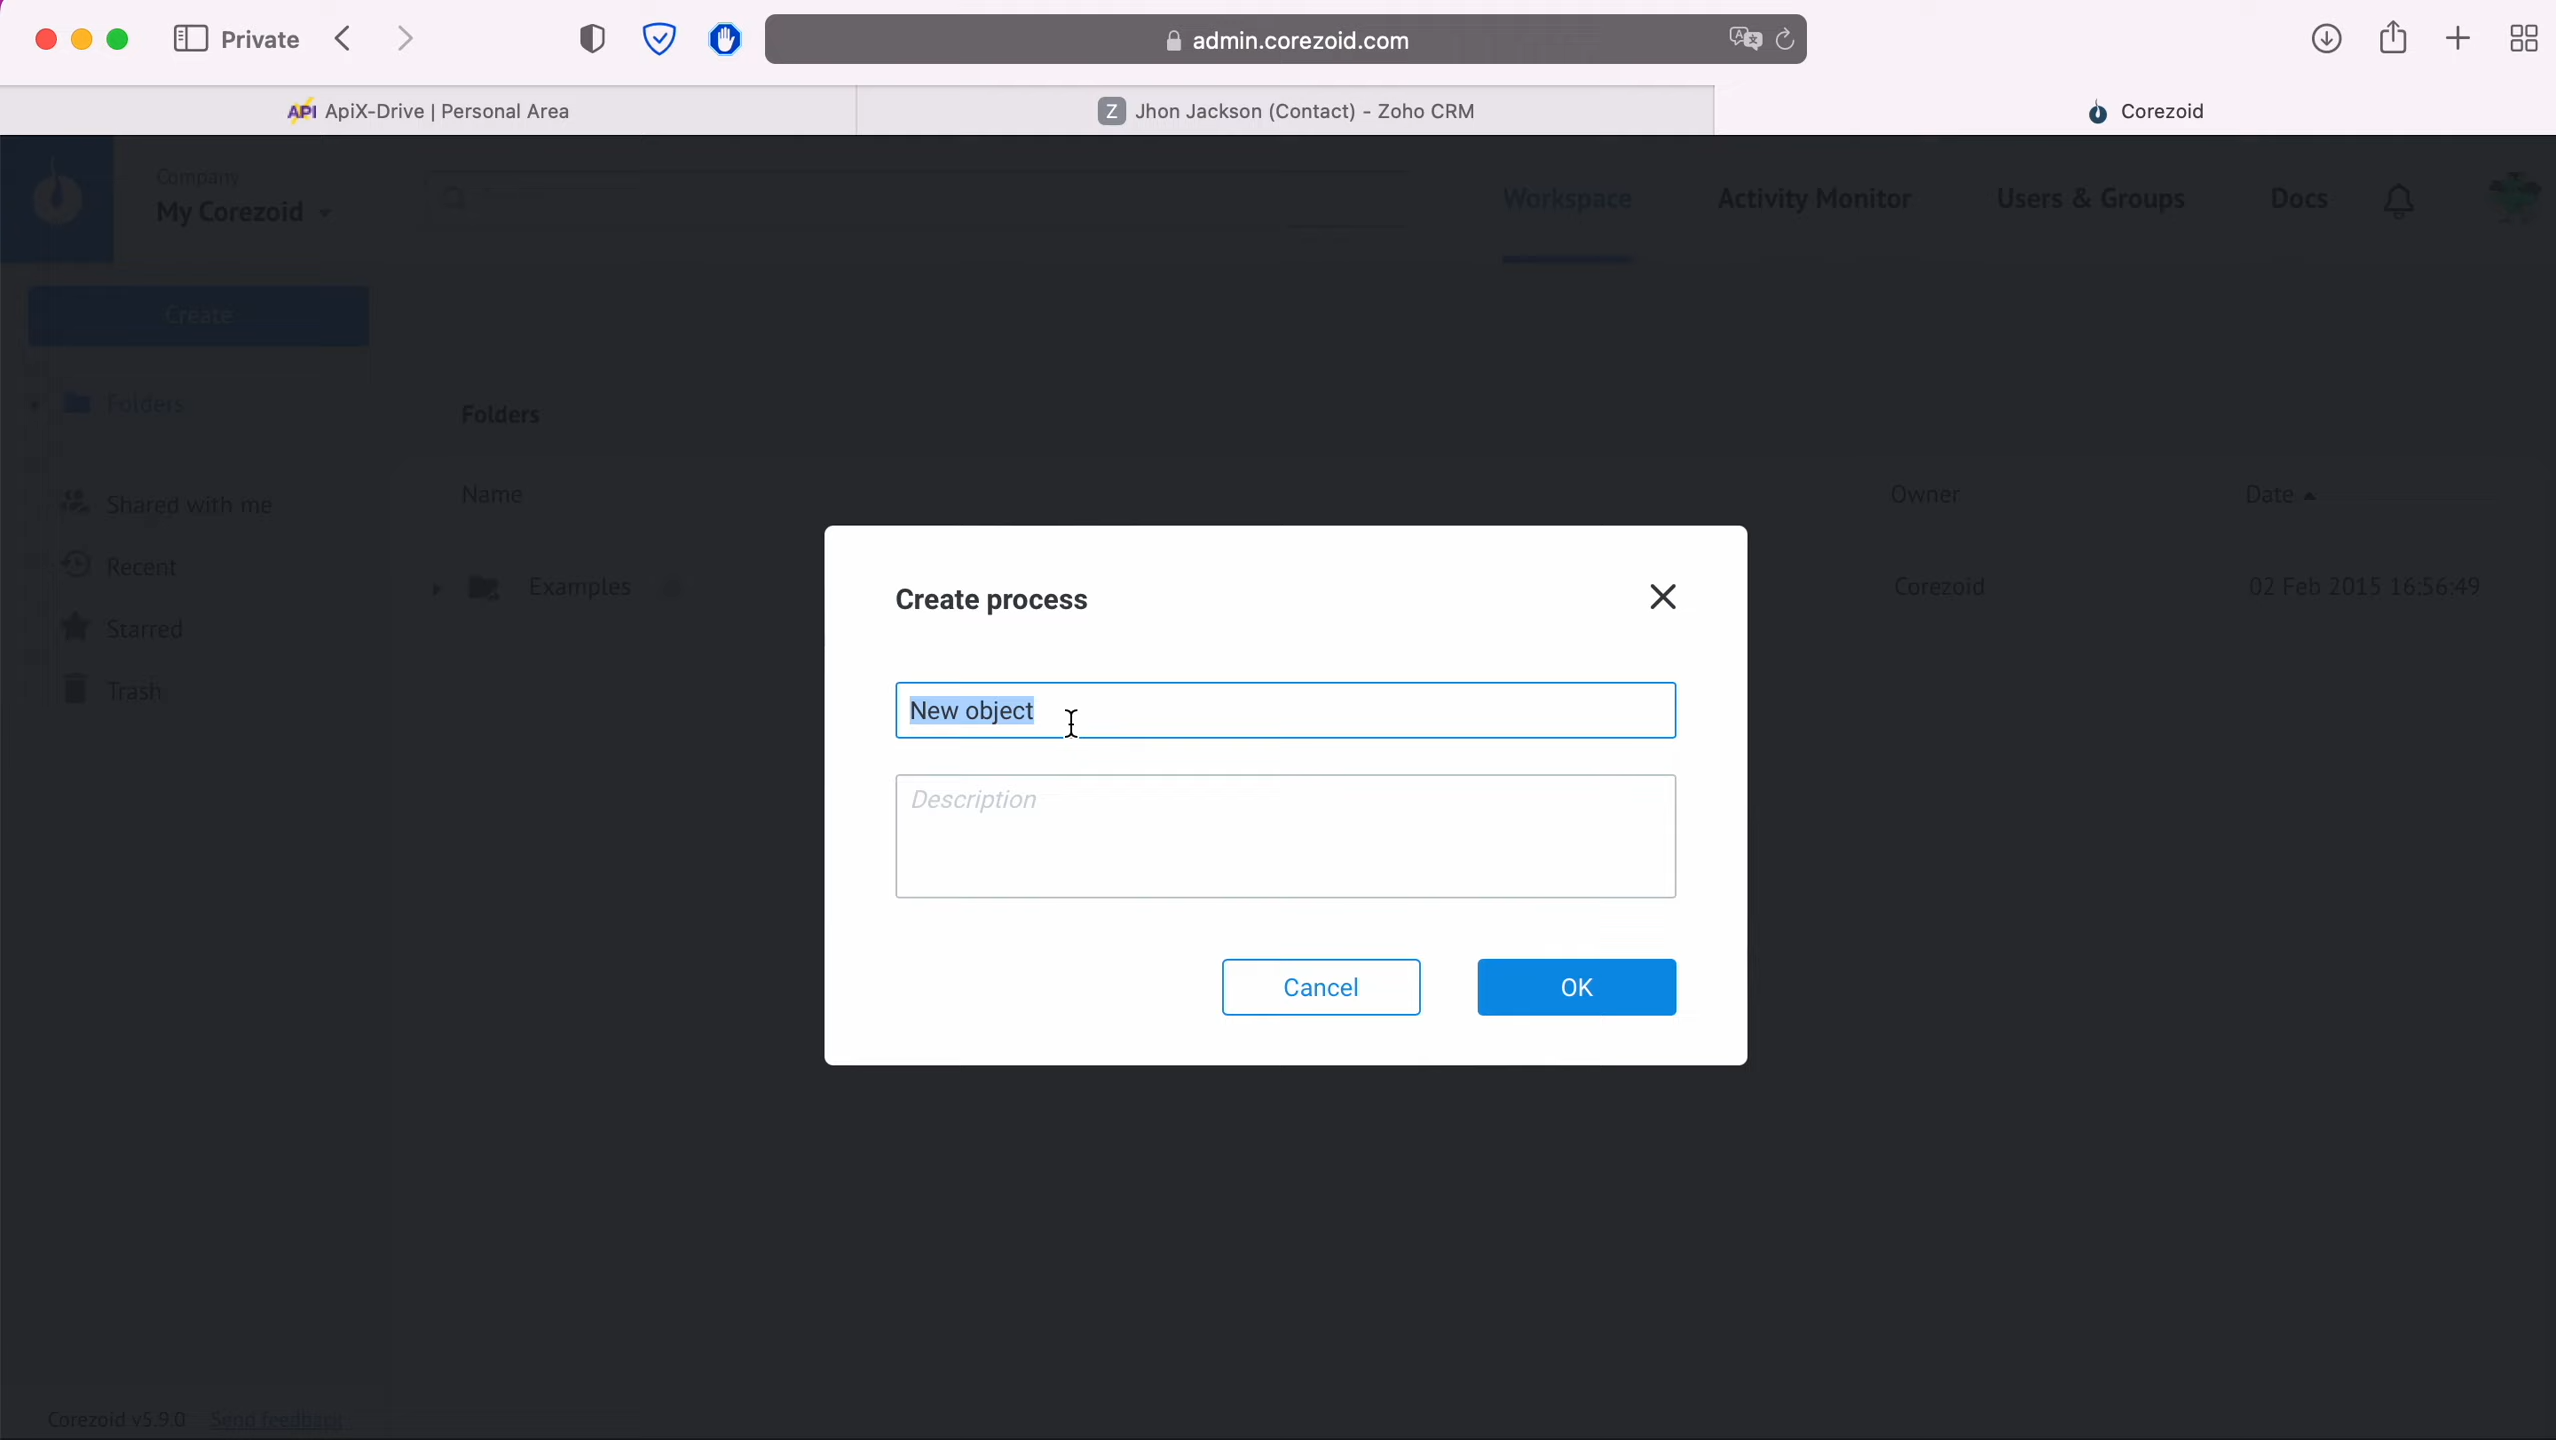 Private
admin.corezoid.com
API ApiX-Drive | Personal Area
Z Jhon Jackson (Contact) - Zoho CRM
Corezoid
Company
My Corezoid
Workspace
Activity Monitor
Users & Groups
Docs
Create
Folders
Folders
Shared with me
Name
Owner
Date
Recent
Examples
Corezoid
02 Feb 2015 16:56:49
Starred
Trash
Create process
New object
Description
Cancel
OK
Corezoid v5.9.0
Send feedback